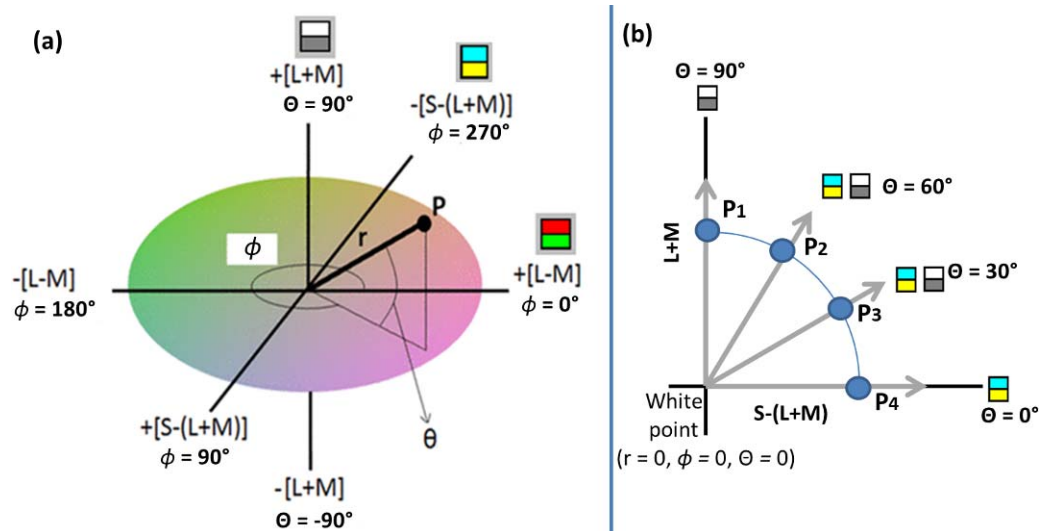 (a)
+[L+M]
Θ = 90°
-[S-(L+M)]
ϕ = 270°
P
r
ϕ
+[L-M]
ϕ = 0°
-[L-M]
ϕ = 180°
+[S-(L+M)]
ϕ = 90°
θ
-[L+M]
Θ = -90°
(b)
Θ = 90°
Θ = 60°
P1
L+M
P2
Θ = 30°
P3
P4
White
point
S-(L+M)
Θ = 0°
(r = 0, ϕ = 0, Θ = 0)